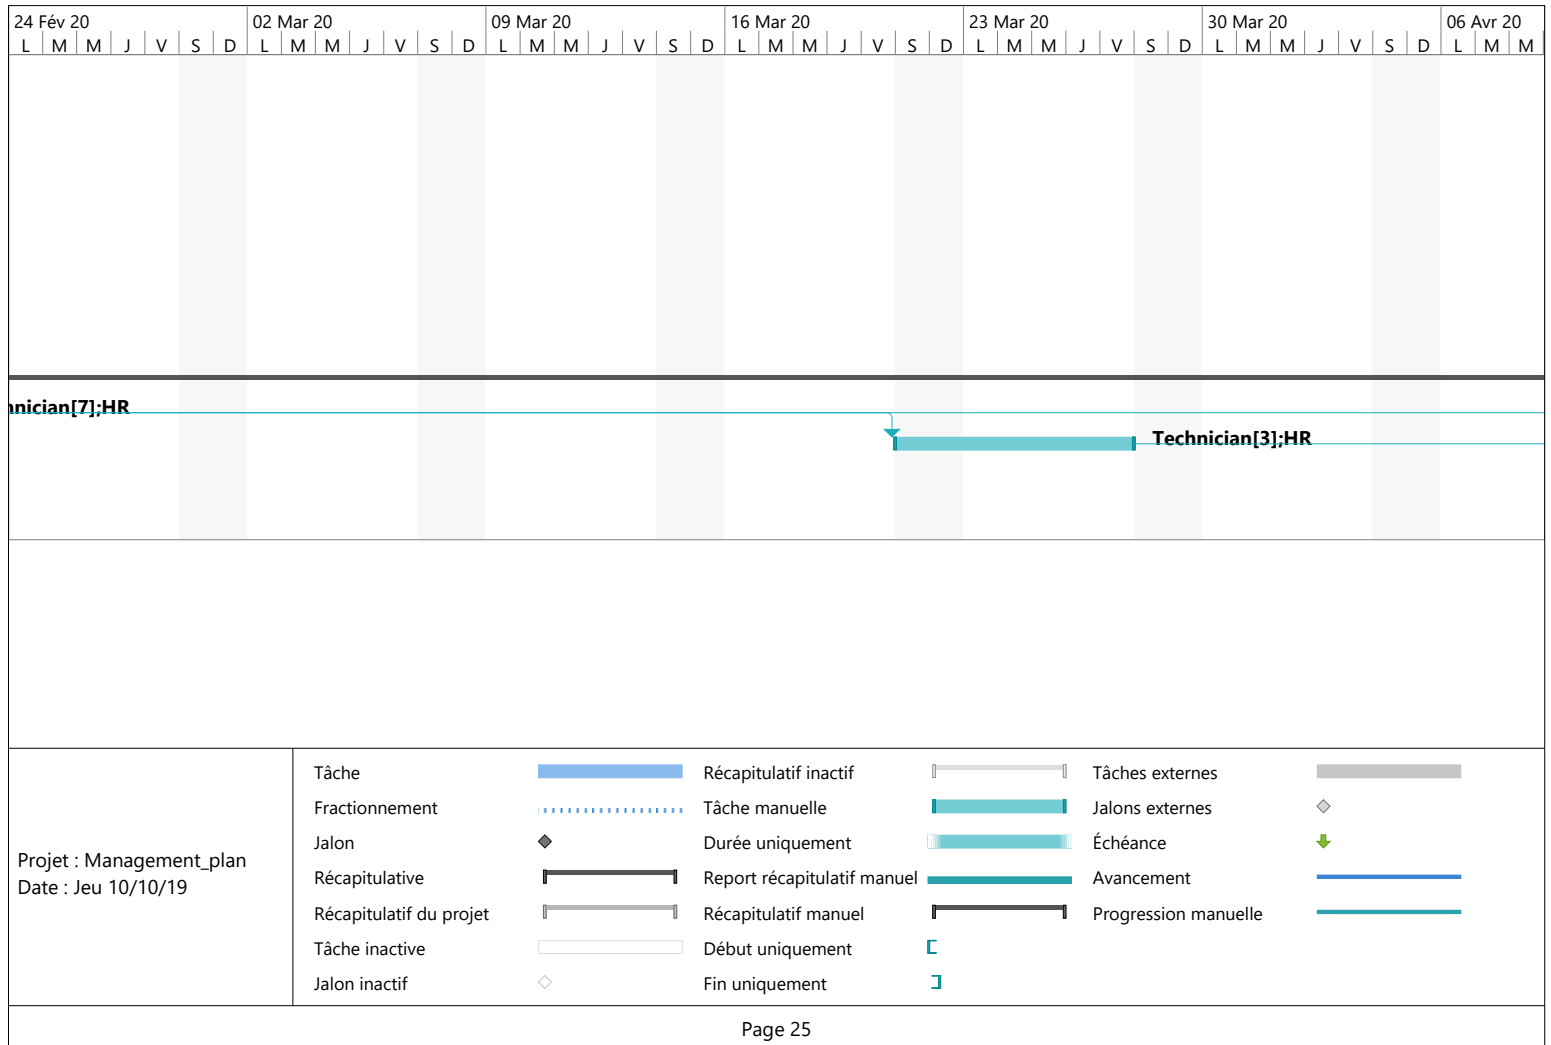 24 Fév 20 02 Mar 20 09 Mar 20 16 Mar 20 23 Mar 20 30 Mar 20 06 Avr 20
L M M J V S D L M M J V S D L M M J V S D L M M J V S D L M M J V S D L M M J V S D L M M
nnician[7];HR
Technician[3];HR
Projet : Management_plan
Date : Jeu 10/10/19
Tâche
Fractionnement
Jalon
Récapitulative
Récapitulatif du projet
Tâche inactive
Jalon inactif
Récapitulatif inactif
Tâche manuelle
Durée uniquement
Report récapitulatif manuel
Récapitulatif manuel
Début uniquement
Fin uniquement
Tâches externes
Jalons externes
Échéance
Avancement
Progression manuelle
Page 25